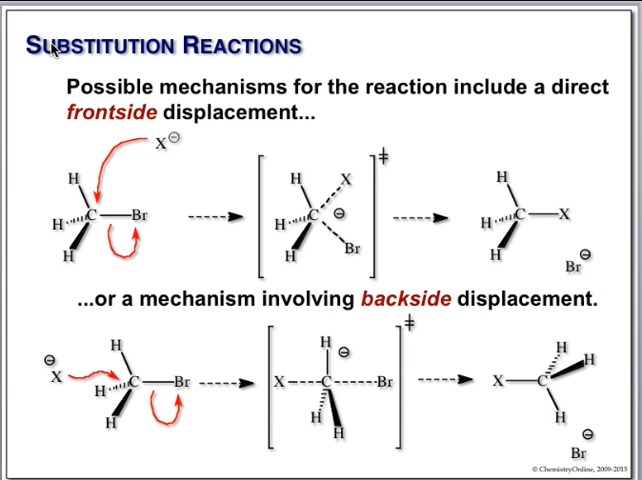 SUBSTITUTION REACTIONS
Possible mechanisms for the reaction include a direct
frontside displacement...
X⊖
H H X ‡ H
H C Br H C ⊖ H C X
H H Br H Br⊖
...or a mechanism involving backside displacement.
⊖ H H ⊖ ‡ H H
X H C Br X C Br X C
H H H H
Br⊖
© ChemistryOnline, 2009-2015